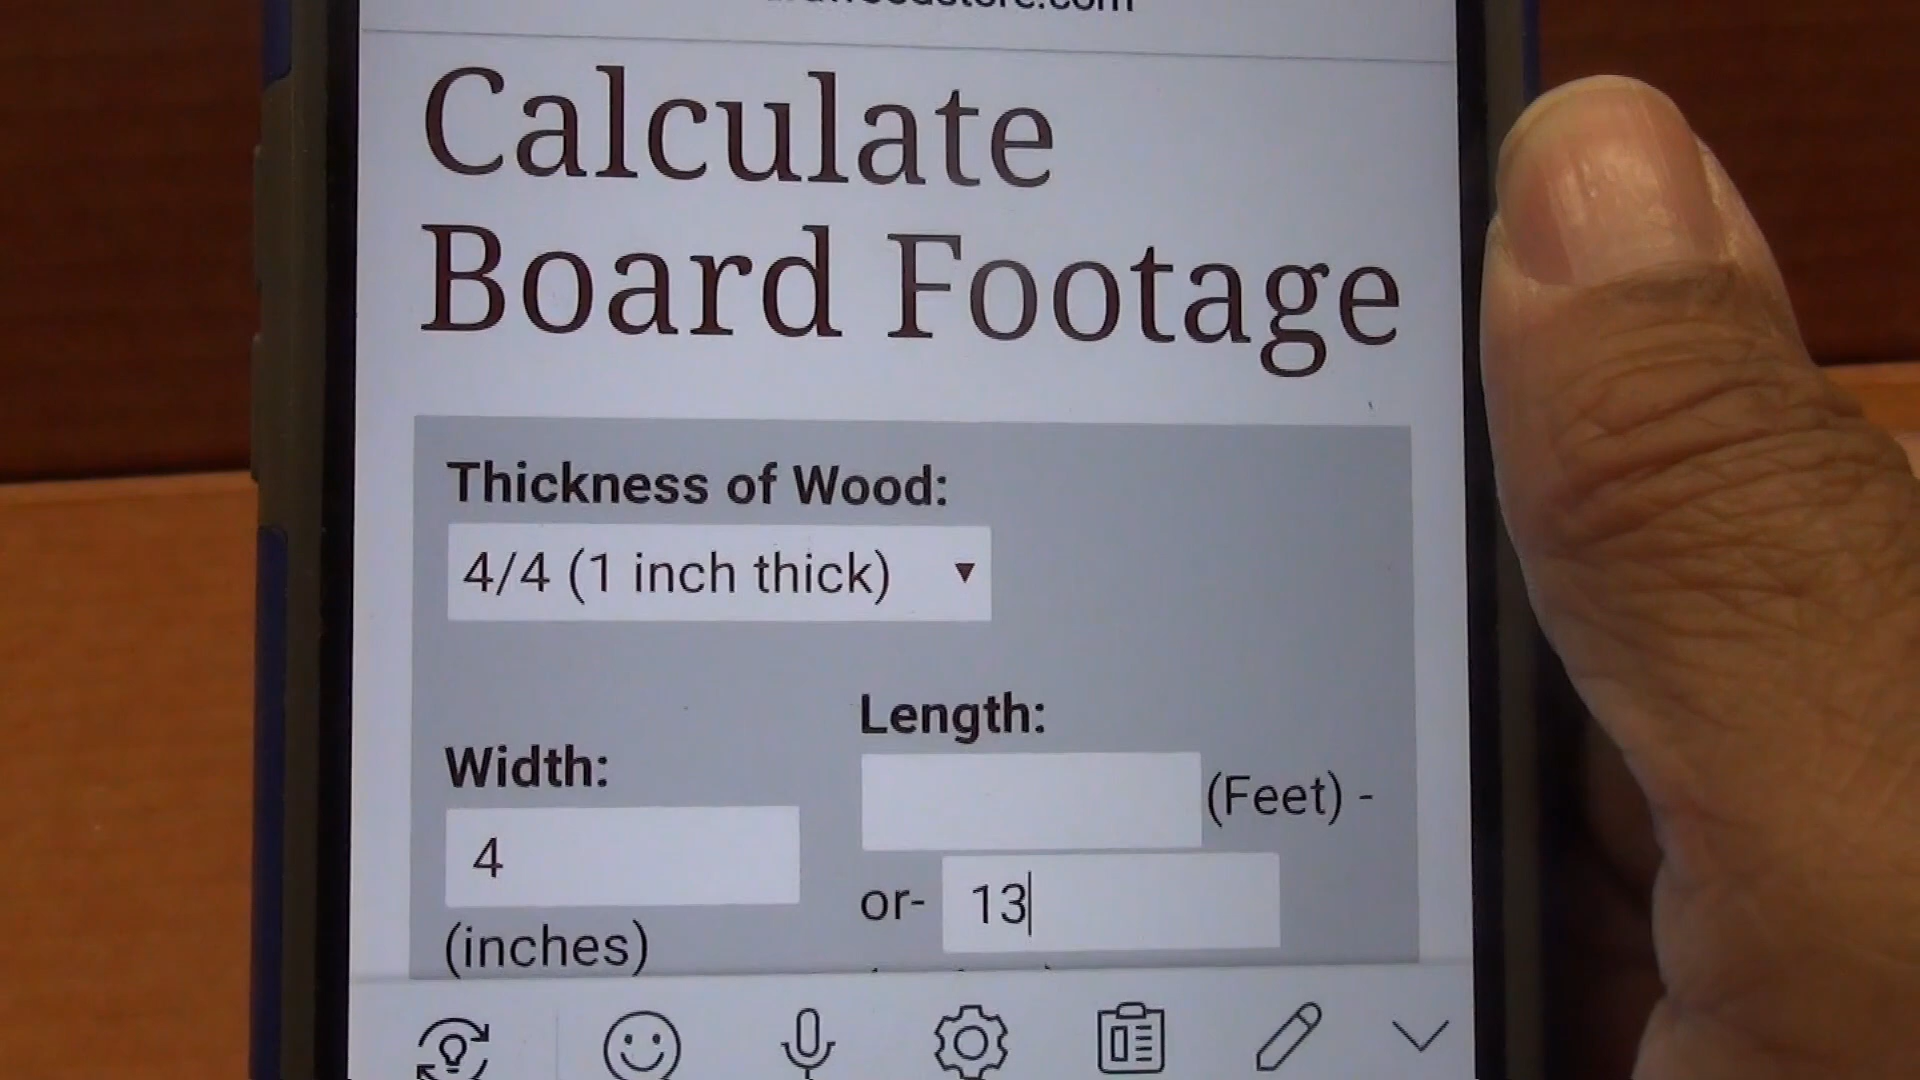 Calculate
Board Footage
Thickness of Wood:
4/4 (1 inch thick)
Width:
4
(inches)
Length:
(Feet) -
or- 13